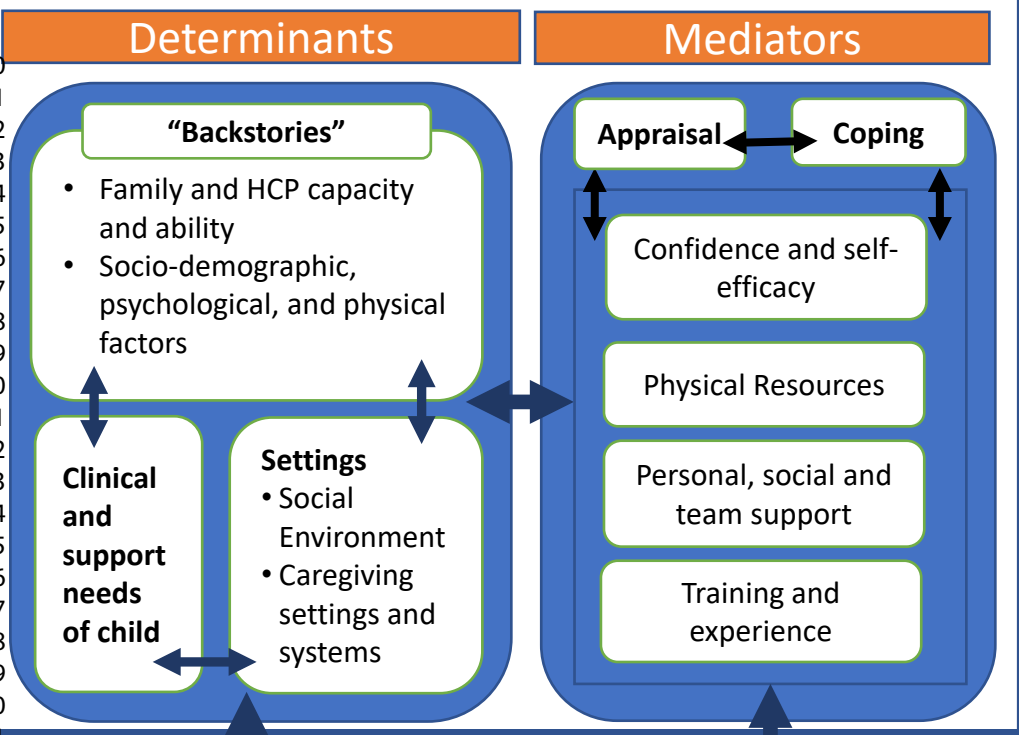 Determinants
Mediators
“Backstories”
• Family and HCP capacity
and ability
• Socio-demographic,
psychological, and physical
factors
Clinical
and
support
needs
of child
Settings
• Social
Environment
• Caregiving
settings and
systems
Appraisal
Coping
Confidence and self-
efficacy
Physical Resources
Personal, social and
team support
Training and
experience